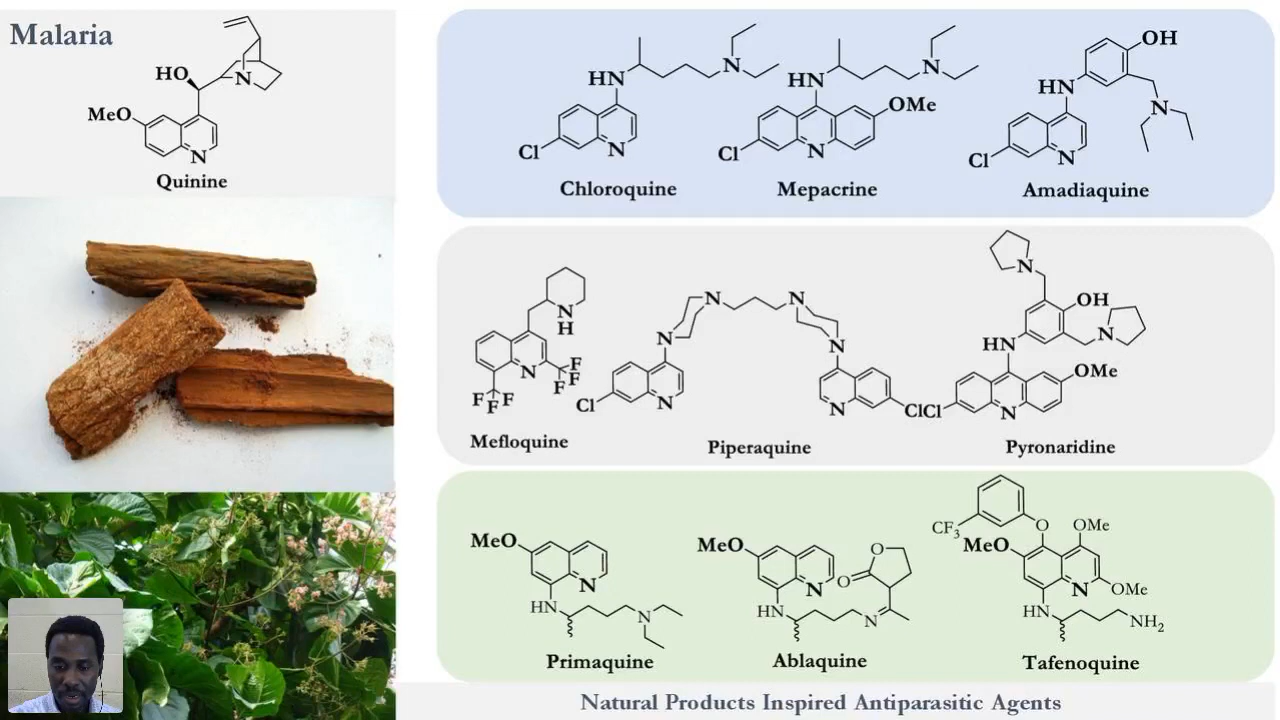 Malaria
HO
N
MeO
N
Quinine
HN
N
Cl
N
Chloroquine
HN
N
OMe
Cl
N
Mepacrine
OH
HN
N
Cl
N
Amadiaquine
N
H
N
F
F
F
F
F
F
Mefloquine
N
N
N
N
Cl
N
N
Cl
Piperaquine
N
OH
N
HN
OMe
Cl
N
Pyronaridine
MeO
N
HN
N
Primaquine
MeO
O
O
N
HN
N
Ablaquine
CF3
O
OMe
MeO
N
OMe
HN
NH2
Tafenoquine
Natural Products Inspired Antiparasitic Agents